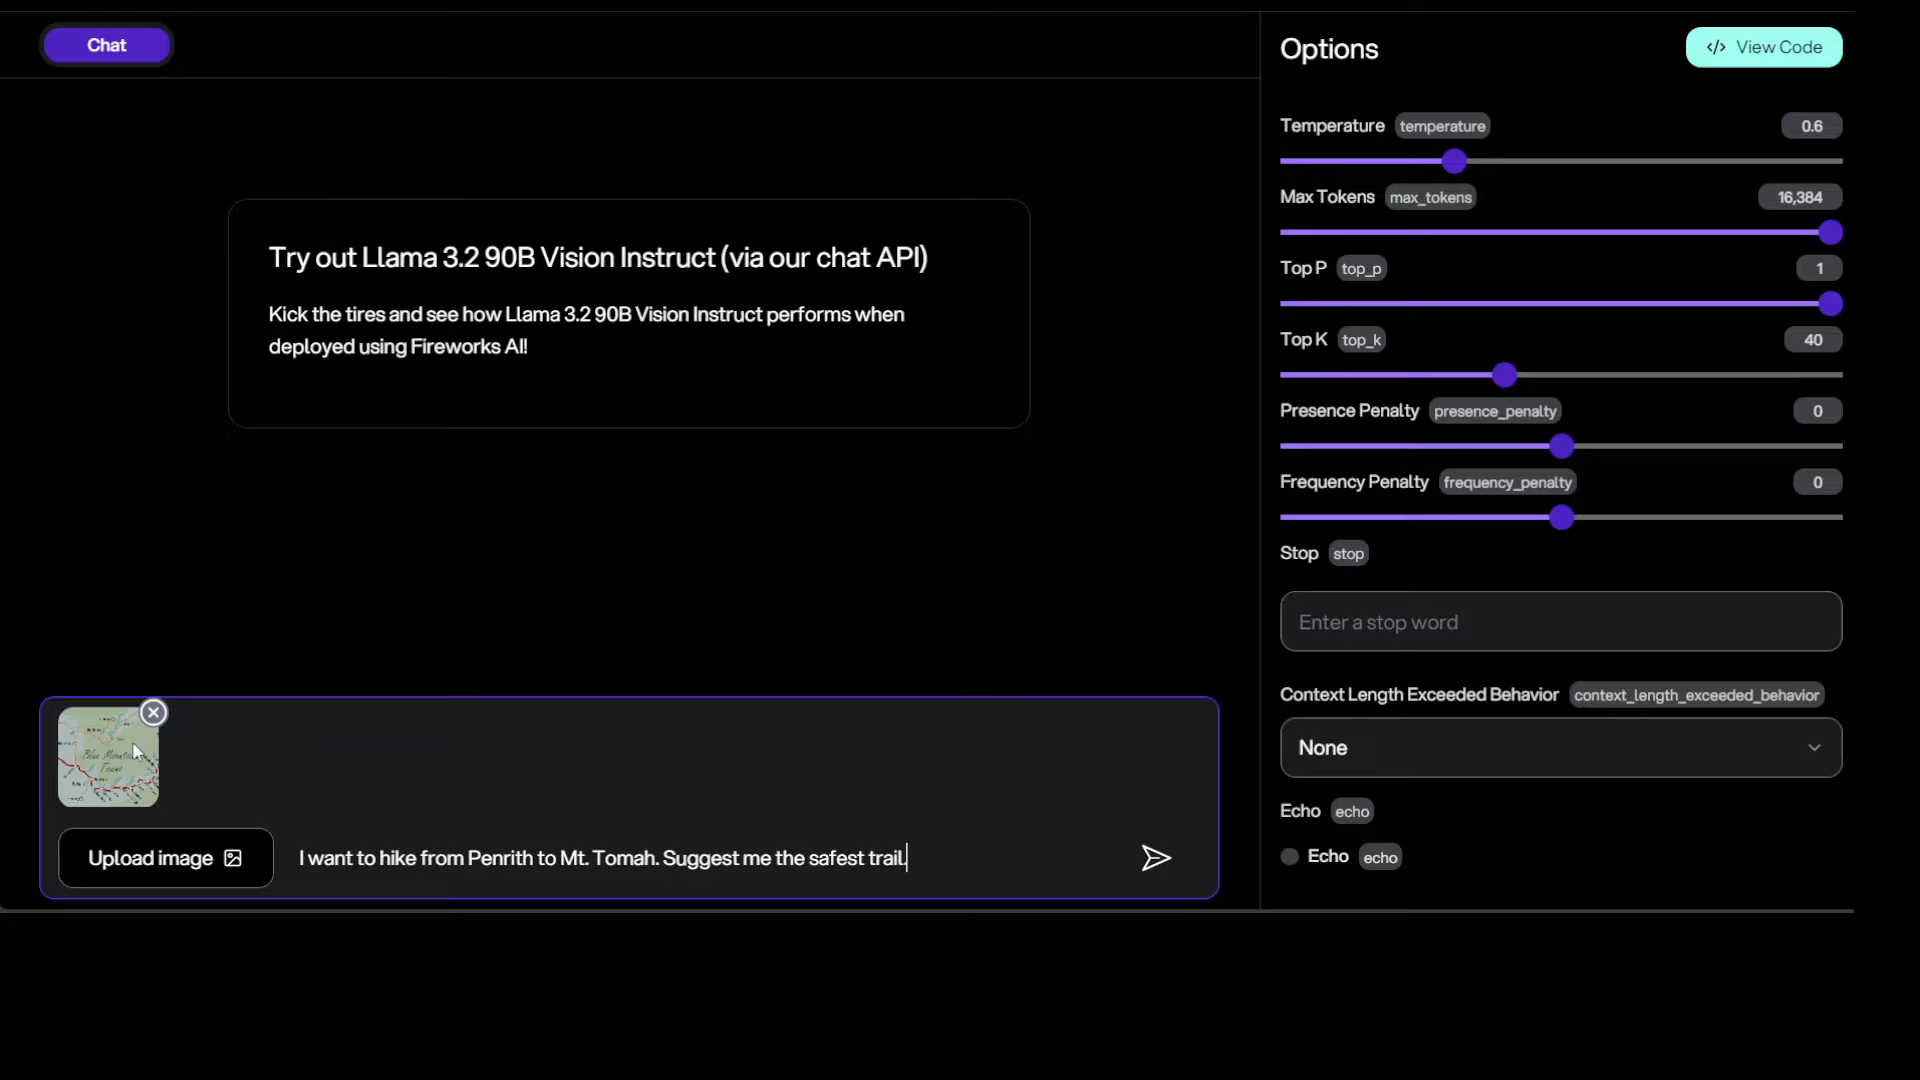 Chat
Try out Llama 3.2 90B Vision Instruct (via our chat API)
Kick the tires and see how Llama 3.2 90B Vision Instruct performs when
deployed using Fireworks AI!
Blue Mountains
Tours
Upload image
I want to hike from Penrith to Mt. Tomah. Suggest me the safest trail.
Options
</> View Code
Temperature temperature 0.6
Max Tokens max_tokens 16,384
Top P top_p 1
Top K top_k 40
Presence Penalty presence_penalty 0
Frequency Penalty frequency_penalty 0
Stop stop
Enter a stop word
Context Length Exceeded Behavior context_length_exceeded_behavior
None
Echo echo
Echo echo